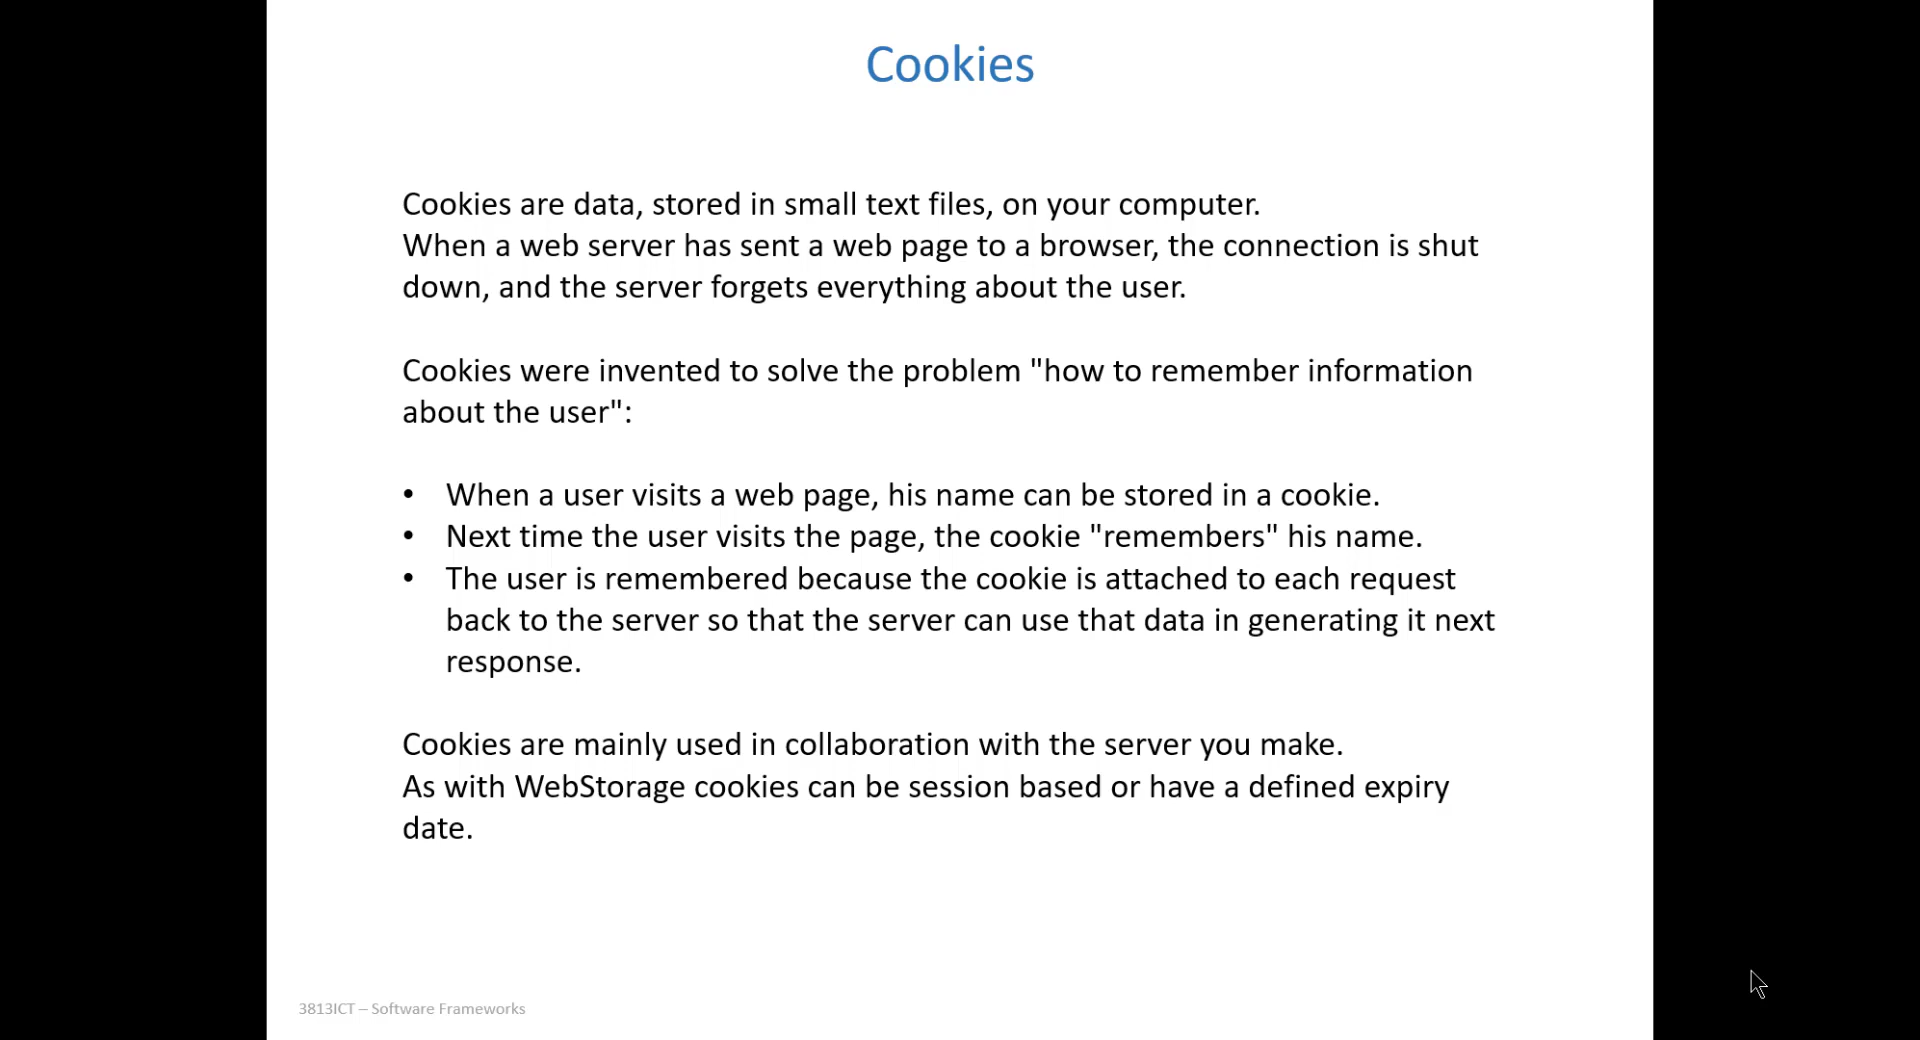 Cookies
Cookies are data, stored in small text files, on your computer.
When a web server has sent a web page to a browser, the connection is shut
down, and the server forgets everything about the user.
Cookies were invented to solve the problem "how to remember information
about the user":
• When a user visits a web page, his name can be stored in a cookie.
• Next time the user visits the page, the cookie "remembers" his name.
• The user is remembered because the cookie is attached to each request
back to the server so that the server can use that data in generating it next
response.
Cookies are mainly used in collaboration with the server you make.
As with WebStorage cookies can be session based or have a defined expiry
date.
3813ICT – Software Frameworks